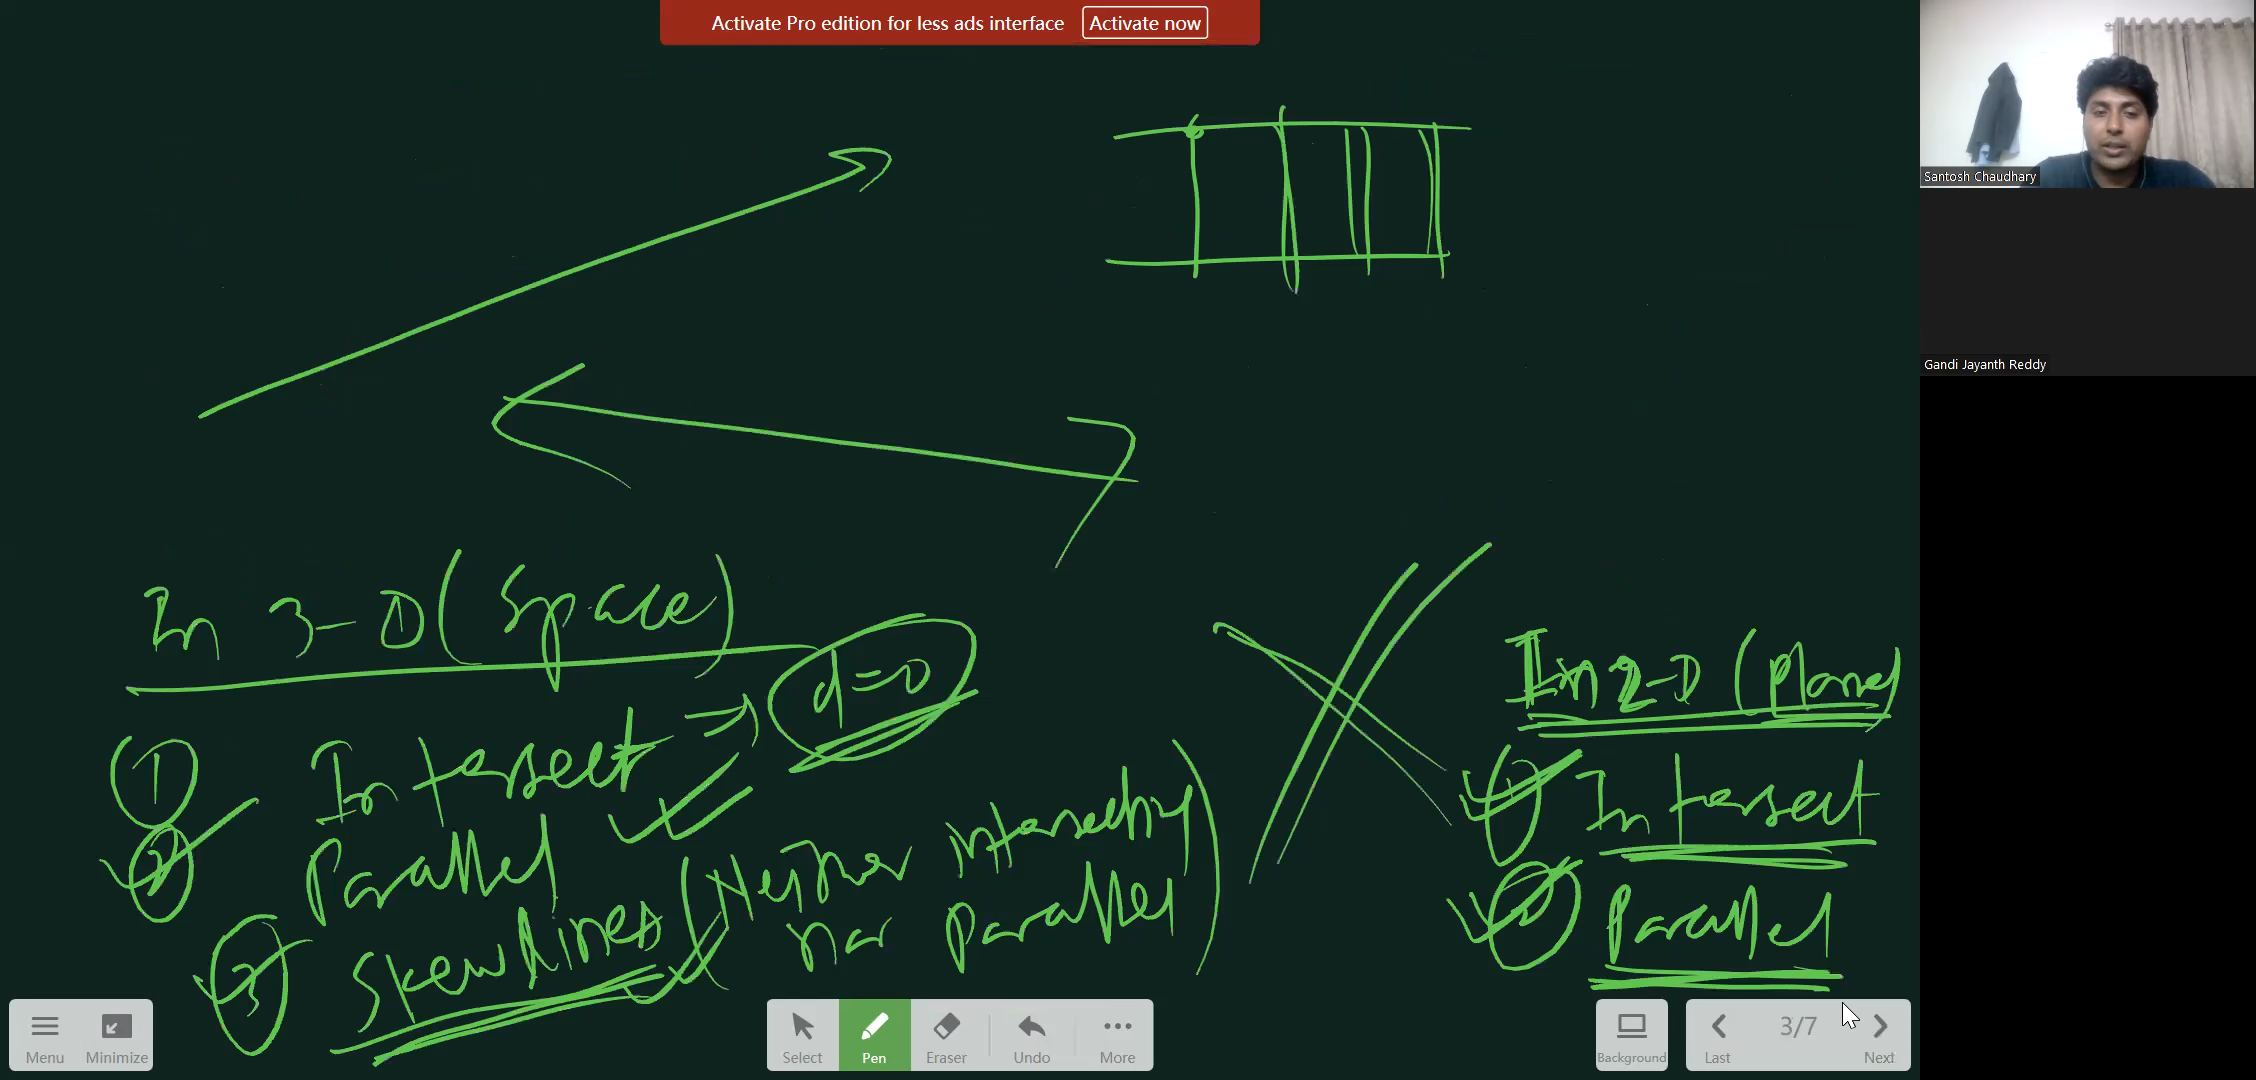 Activate Pro edition for less ads interface Activate now
Santosh Chaudhary
Gandi Jayanth Reddy
In 3-D (Space)
① Intersect → d=0
② Parallel
③ Skew lines (Neither intersecting
nor parallel)
In 2-D (plane)
① Intersect
② Parallel
Menu Minimize Select Pen Eraser Undo More Background Last 3/7 Next